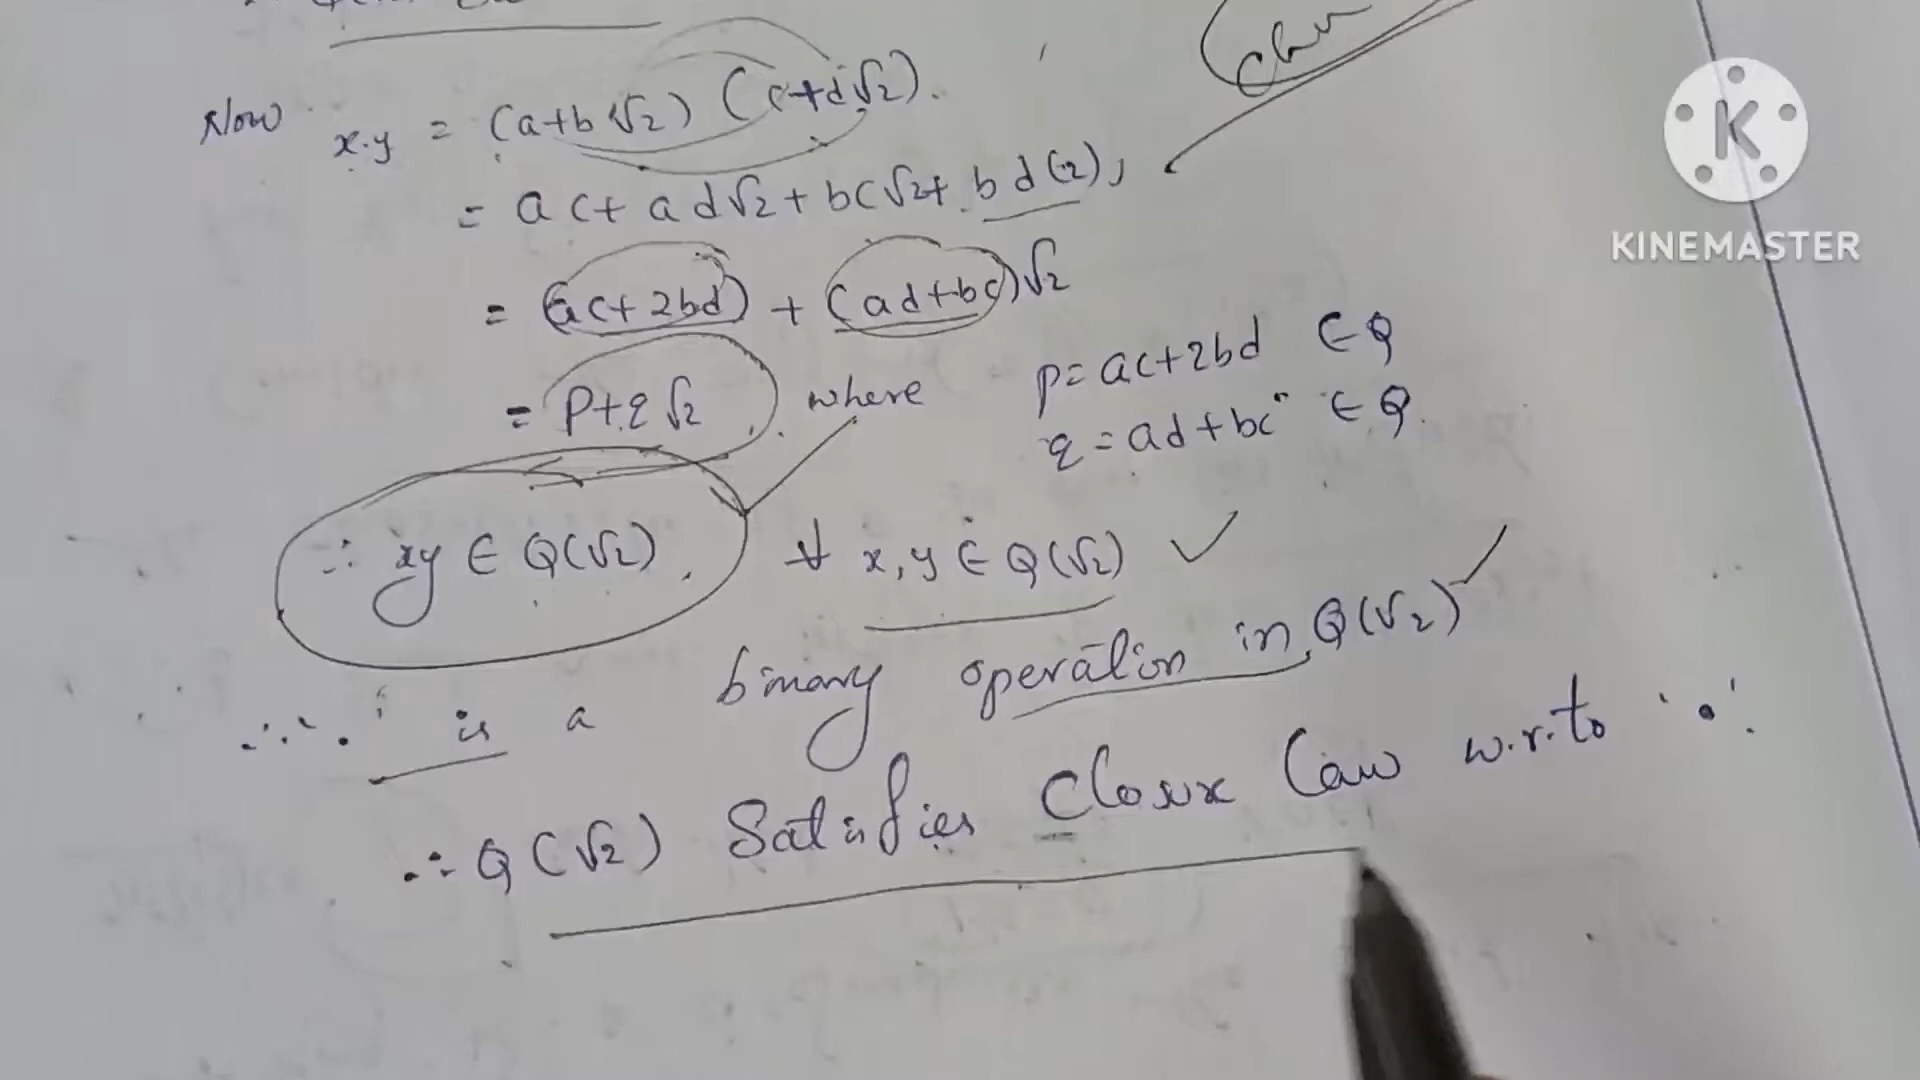 Now x.y = (a+b√2) (c+d√2).
= ac+ad√2+bc√2+bd(2),
= (ac+2bd) + (ad+bc)√2
= p+q√2 where p=ac+2bd ∈ Q
q=ad+bc ∈ Q.
∴ xy ∈ Q(√2), ∀ x,y ∈ Q(√2) ✓
∴ '.' is a binary operation in Q(√2) ✓
∴ Q(√2) Satisfies Closure Law w.r.to '•'.
K
KINEMASTER